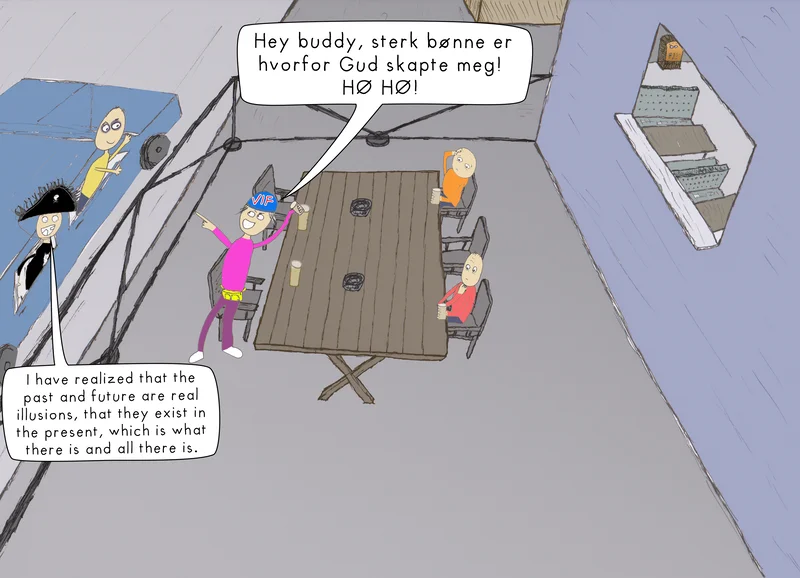 Hey buddy, sterk bønne er
hvorfor Gud skapte meg!
HØ HØ!
VIF
I have realized that the
past and future are real
illusions, that they exist in
the present, which is what
there is and all there is.